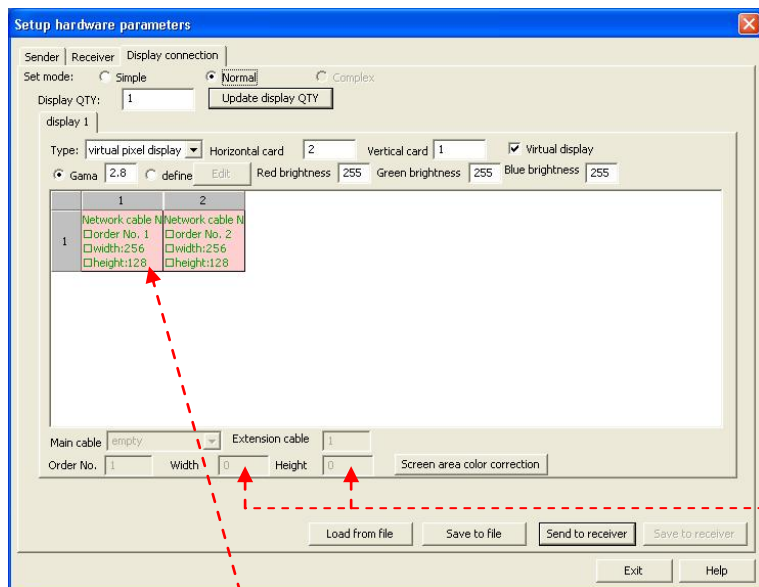 Setup hardware parameters
Sender Receiver Display connection
Set mode: Simple Normal Complex
Display QTY: 1 Update display QTY
display 1
Type: virtual pixel display Horizontal card 2 Vertical card 1 Virtual display
Gama 2.8 define Edit Red brightness 255 Green brightness 255 Blue brightness 255
1 2
Network cable N Network cable N
order No. 1 order No. 2
1 width:256 width:256
height:128 height:128
Main cable empty Extension cable 1
Order No. 1 Width 0 Height 0 Screen area color correction
Load from file Save to file Send to receiver Save to receiver
Exit Help